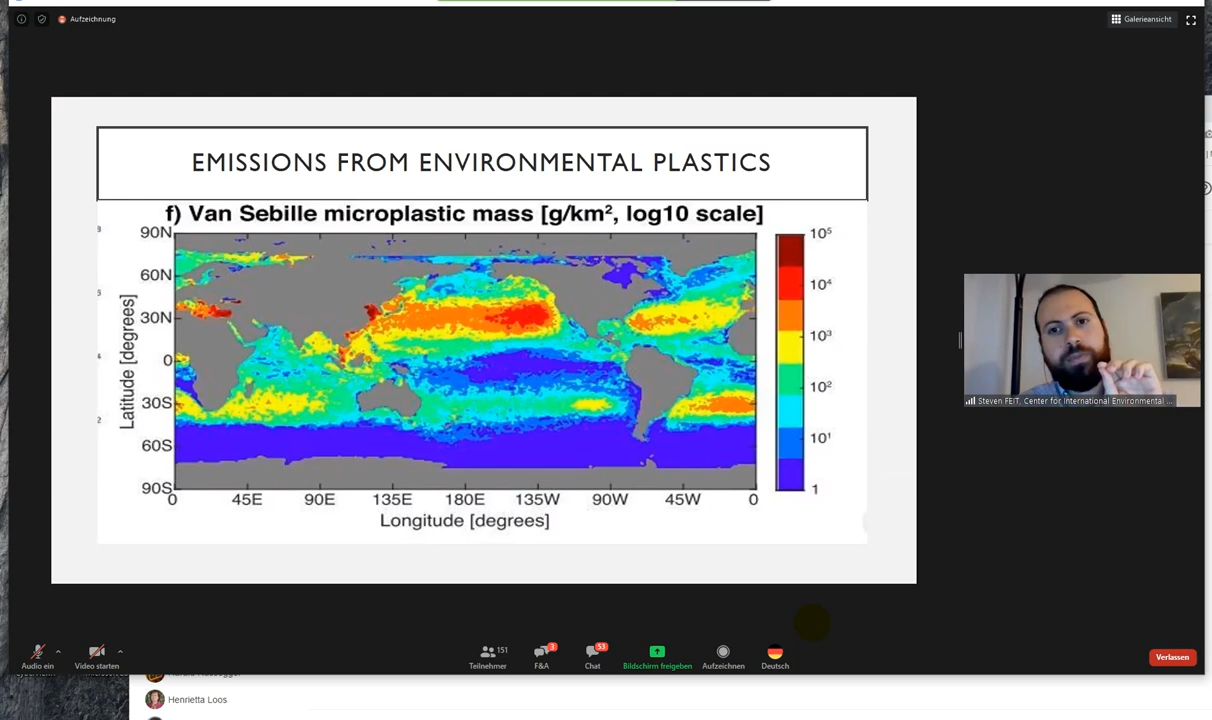 Aufzeichnung
Galerieansicht
EMISSIONS FROM ENVIRONMENTAL PLASTICS
f) Van Sebille microplastic mass [g/km², log10 scale]
90N
60N
30N
0
30S
60S
90S
Latitude [degrees]
0 45E 90E 135E 180E 135W 90W 45W 0
Longitude [degrees]
10⁵
10⁴
10³
10²
10¹
1
Steven FEIT, Center for International Environmental ...
Audio ein
Video starten
151
Teilnehmer
3
F&A
53
Chat
Bildschirm freigeben
Aufzeichnen
Deutsch
Verlassen
Henrietta Loos